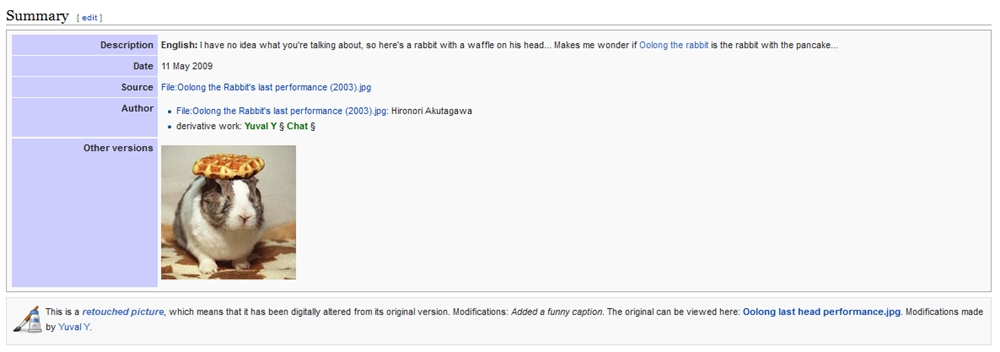 Summary [ edit ]
Description English: I have no idea what you're talking about, so here's a rabbit with a waffle on his head... Makes me wonder if Oolong the rabbit is the rabbit with the pancake...
Date 11 May 2009
Source File:Oolong the Rabbit's last performance (2003).jpg
Author • File:Oolong the Rabbit's last performance (2003).jpg: Hironori Akutagawa
• derivative work: Yuval Y § Chat §
Other versions
This is a retouched picture, which means that it has been digitally altered from its original version. Modifications: Added a funny caption. The original can be viewed here: Oolong last head performance.jpg. Modifications made
by Yuval Y.